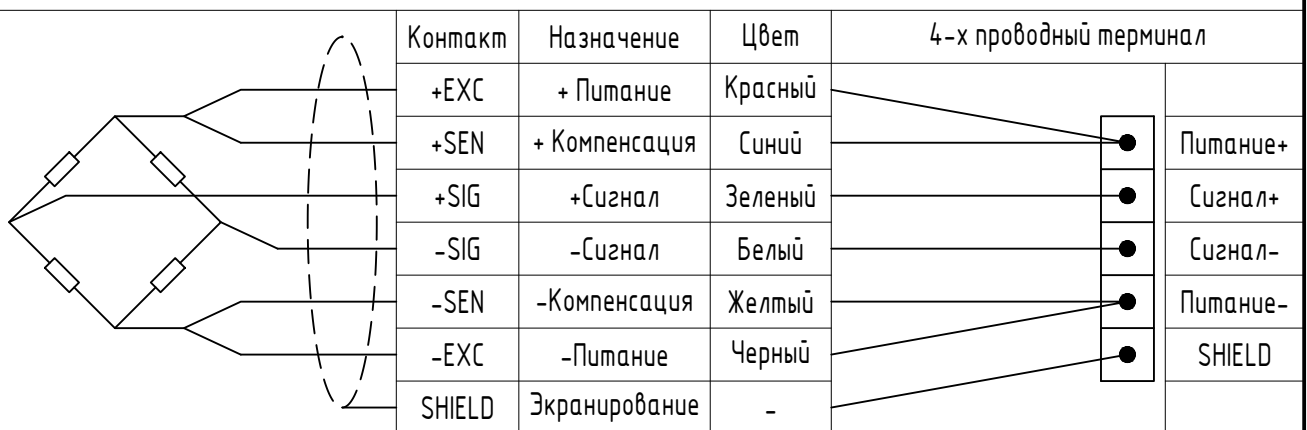 Контакт Назначение Цвет 4-х проводный терминал
+EXC + Питание Красный
+SEN + Компенсация Синий Питание+
+SIG +Сигнал Зеленый Сигнал+
-SIG -Сигнал Белый Сигнал-
-SEN -Компенсация Желтый Питание-
-EXC -Питание Черный SHIELD
SHIELD Экранирование -